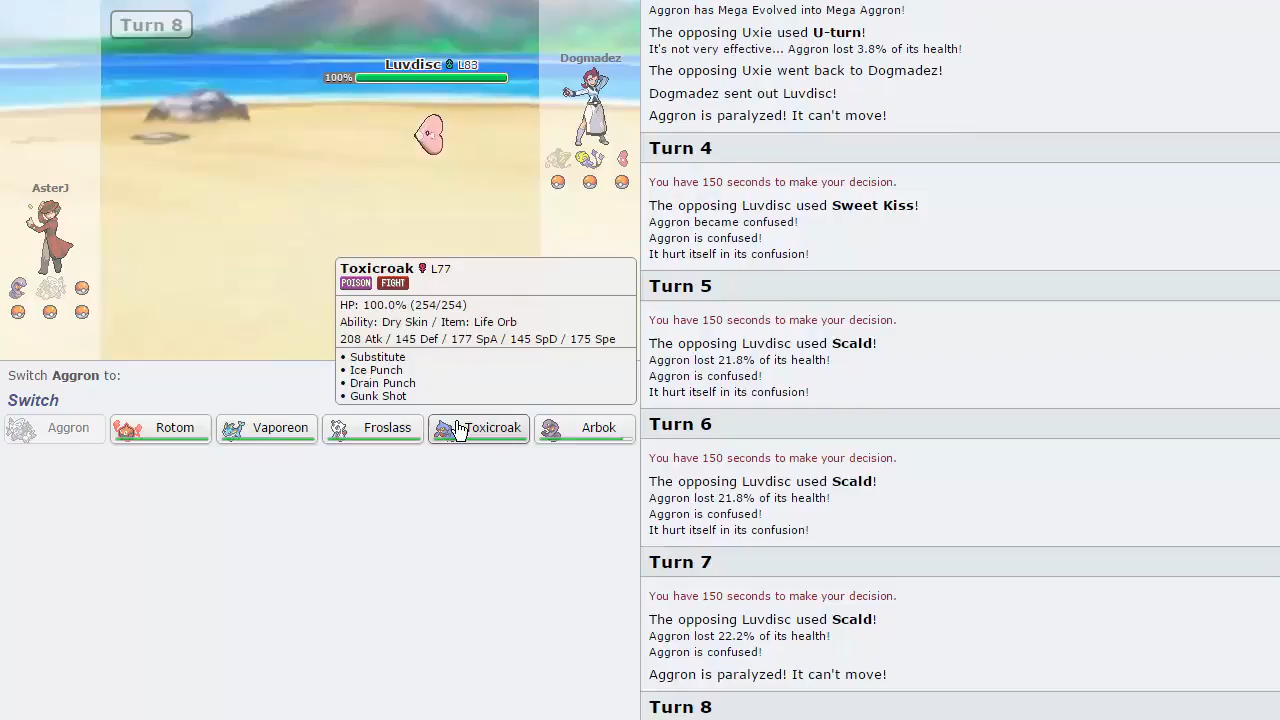 Turn 8
Luvdisc L83
100%
Dogmadez
AsterJ
Toxicroak L77
POISON FIGHT
HP: 100.0% (254/254)
Ability: Dry Skin / Item: Life Orb
208 Atk / 145 Def / 177 SpA / 145 SpD / 175 Spe
• Substitute
• Ice Punch
• Drain Punch
• Gunk Shot
Switch Aggron to:
Switch
Aggron Rotom Vaporeon Froslass Toxicroak Arbok
Aggron has Mega Evolved into Mega Aggron!
The opposing Uxie used U-turn!
It's not very effective... Aggron lost 3.8% of its health!
The opposing Uxie went back to Dogmadez!
Dogmadez sent out Luvdisc!
Aggron is paralyzed! It can't move!
Turn 4
You have 150 seconds to make your decision.
The opposing Luvdisc used Sweet Kiss!
Aggron became confused!
Aggron is confused!
It hurt itself in its confusion!
Turn 5
You have 150 seconds to make your decision.
The opposing Luvdisc used Scald!
Aggron lost 21.8% of its health!
Aggron is confused!
It hurt itself in its confusion!
Turn 6
You have 150 seconds to make your decision.
The opposing Luvdisc used Scald!
Aggron lost 21.8% of its health!
Aggron is confused!
It hurt itself in its confusion!
Turn 7
You have 150 seconds to make your decision.
The opposing Luvdisc used Scald!
Aggron lost 22.2% of its health!
Aggron is confused!
Aggron is paralyzed! It can't move!
Turn 8